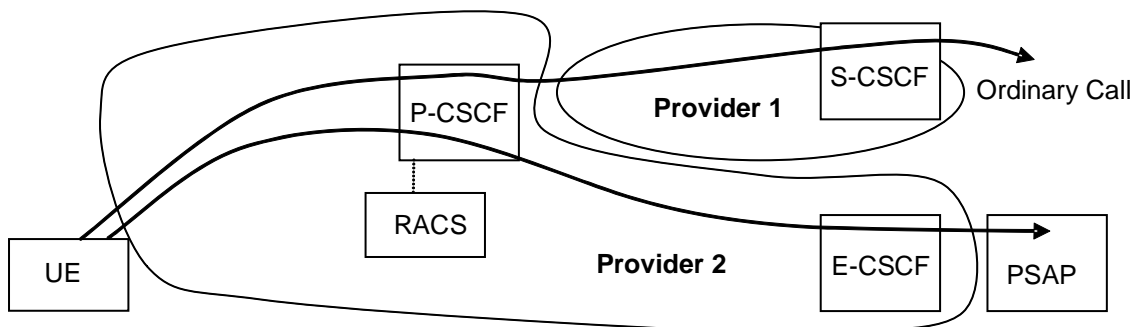 S-CSCF
Ordinary Call
P-CSCF
Provider 1
RACS
UE
Provider 2
E-CSCF
PSAP